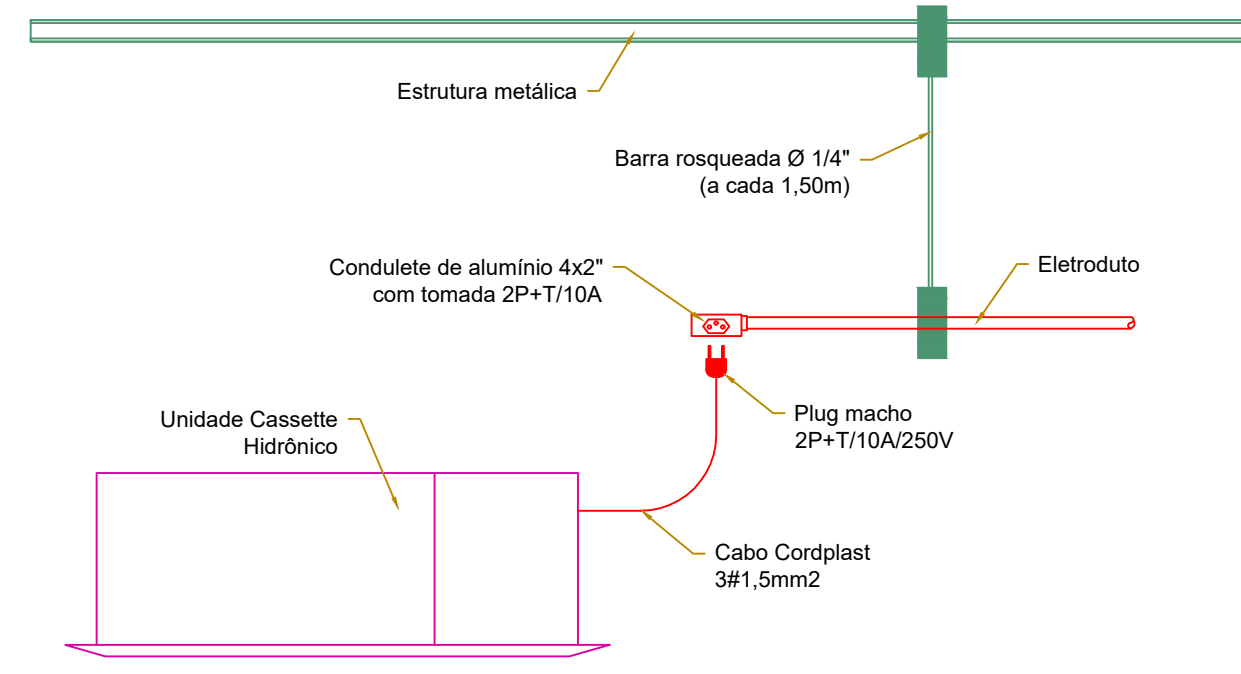 Estrutura metálica
Barra rosqueada Ø 1/4"
(a cada 1,50m)
Condulete de alumínio 4x2"
com tomada 2P+T/10A
Eletroduto
Unidade Cassette
Hidrônico
Plug macho
2P+T/10A/250V
Cabo Cordplast
3#1,5mm2